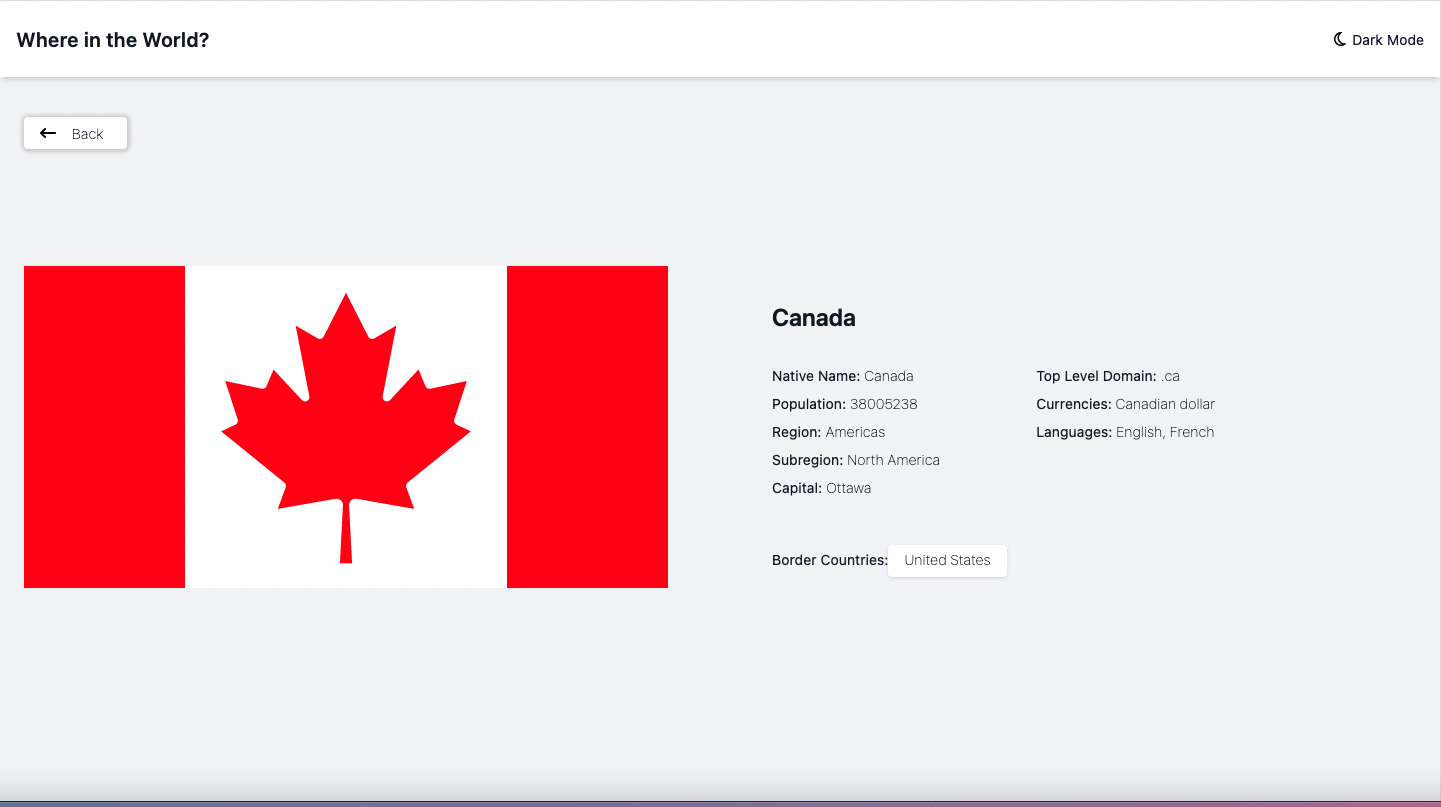 Where in the World?
Dark Mode
Back
Canada
Native Name: Canada
Population: 38005238
Region: Americas
Subregion: North America
Capital: Ottawa
Top Level Domain: .ca
Currencies: Canadian dollar
Languages: English, French
Border Countries: United States